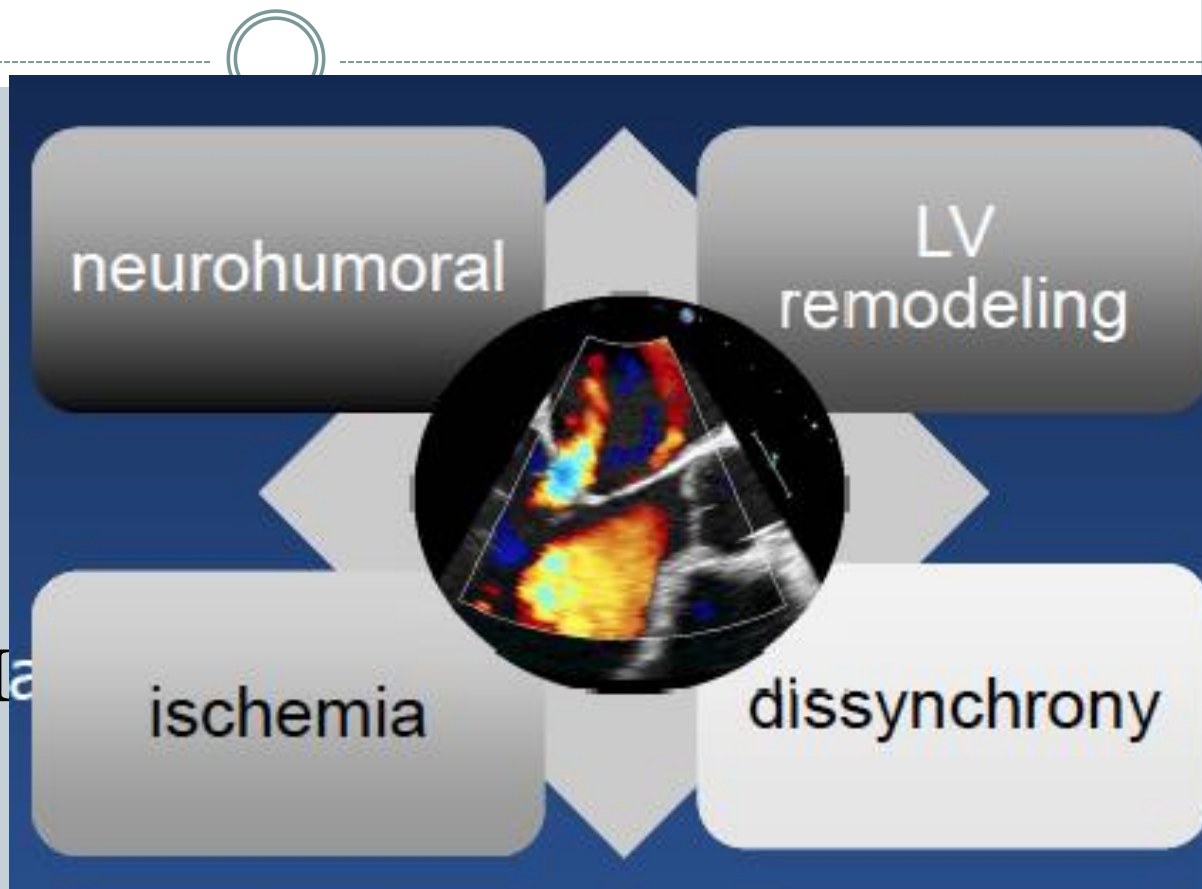 neurohumoral
LV
remodeling
ischemia
dissynchrony